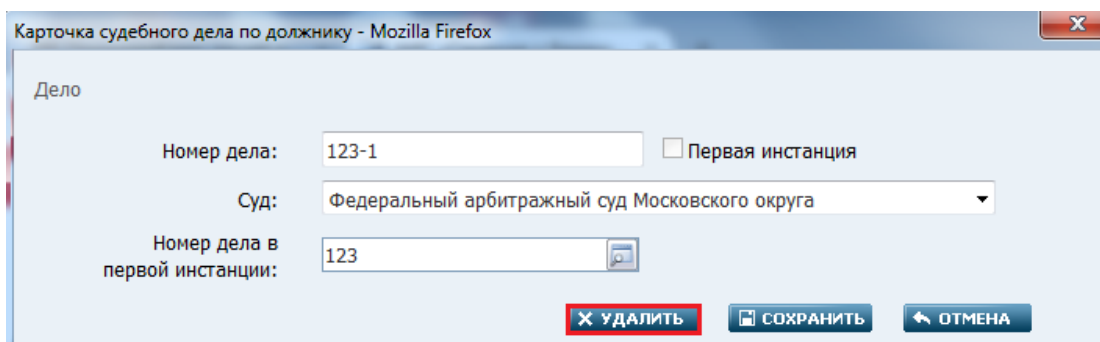 Карточка судебного дела по должнику - Mozilla Firefox
Дело
Номер дела: 123-1 Первая инстанция
Суд: Федеральный арбитражный суд Московского округа
Номер дела в
первой инстанции: 123
УДАЛИТЬ СОХРАНИТЬ ОТМЕНА